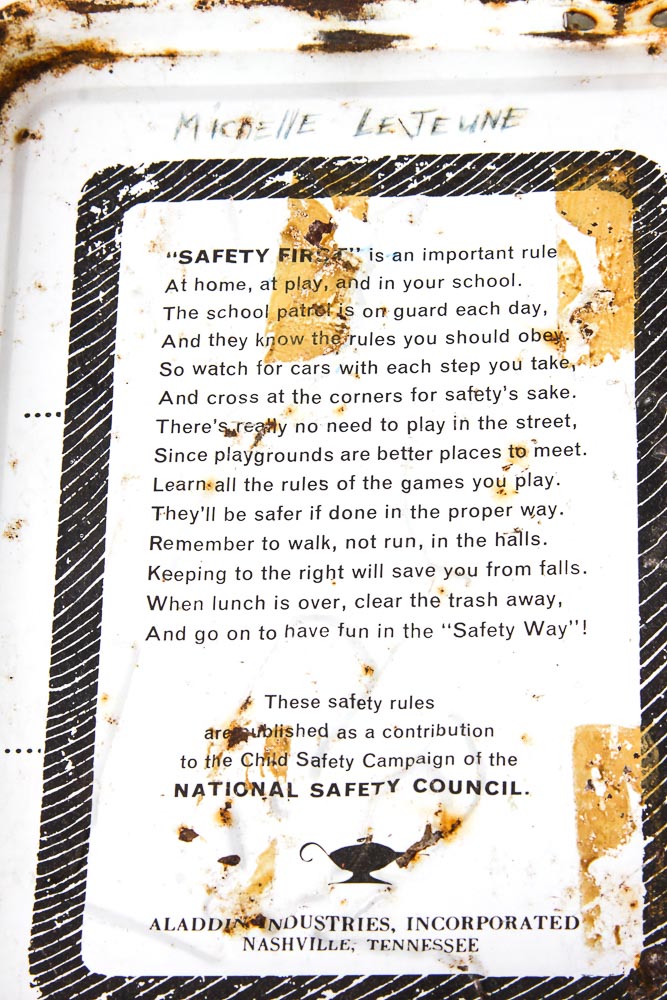 MICHELLE LEJEUNE
"SAFETY FIRST" is an important rule
At home, at play, and in your school.
The school patrol is on guard each day,
And they know the rules you should obey.
So watch for cars with each step you take,
And cross at the corners for safety's sake.
There's really no need to play in the street,
Since playgrounds are better places to meet.
Learn all the rules of the games you play.
They'll be safer if done in the proper way.
Remember to walk, not run, in the halls.
Keeping to the right will save you from falls.
When lunch is over, clear the trash away,
And go on to have fun in the "Safety Way"!
These safety rules
are published as a contribution
to the Child Safety Campaign of the
NATIONAL SAFETY COUNCIL.
ALADDIN INDUSTRIES, INCORPORATED
NASHVILLE, TENNESSEE